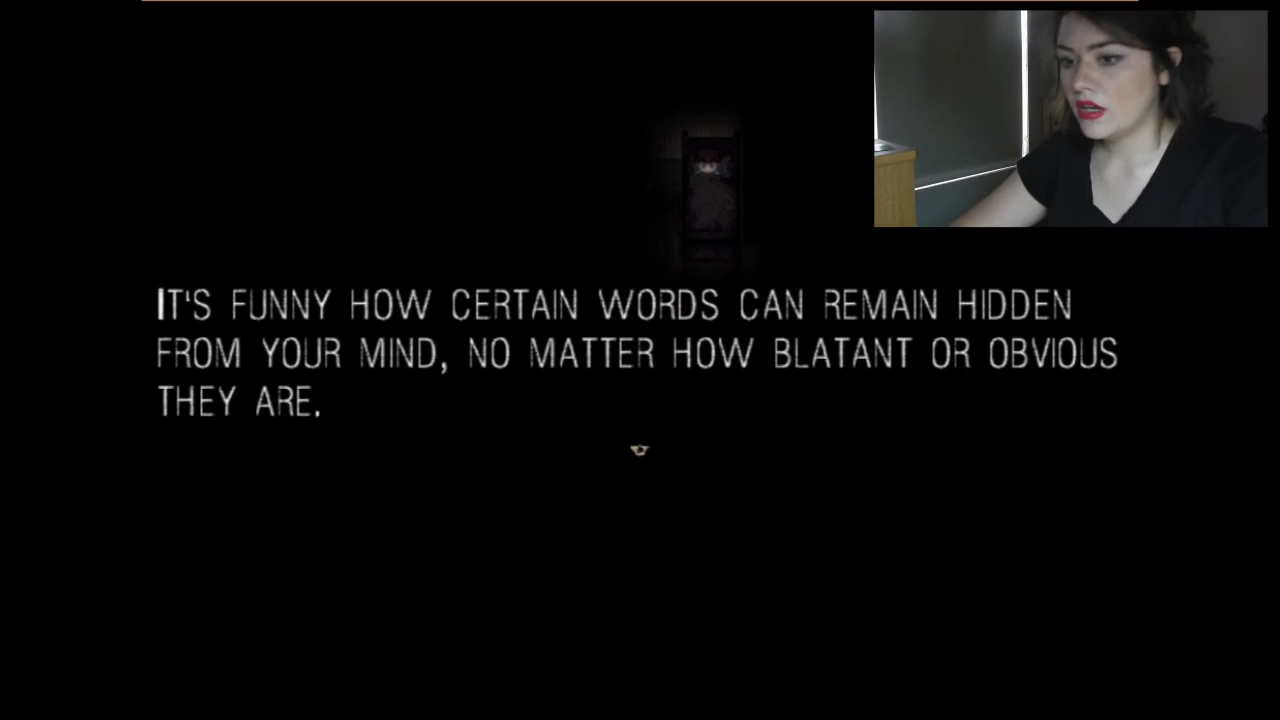 IT'S FUNNY HOW CERTAIN WORDS CAN REMAIN HIDDEN
FROM YOUR MIND, NO MATTER HOW BLATANT OR OBVIOUS
THEY ARE.